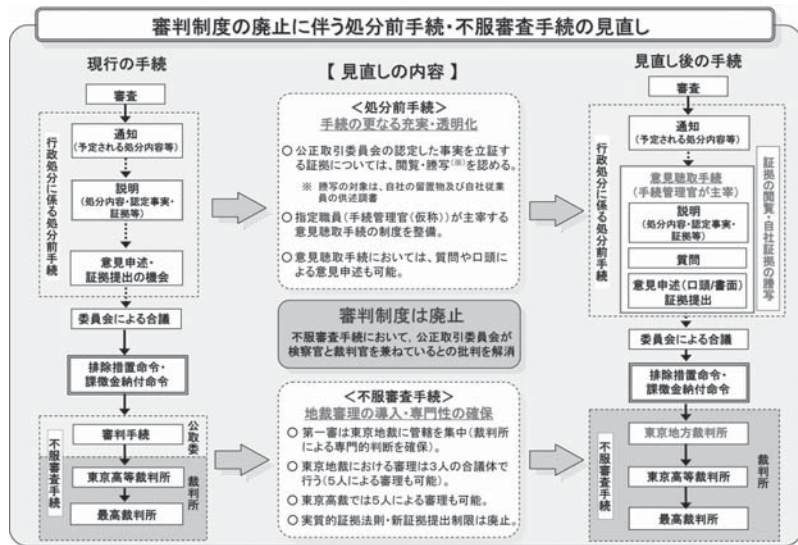 審判制度の廃止に伴う処分前手続・不服審査手続の見直し
現行の手続
審査
行政処分に係る処分前手続
通知
(予定される処分内容等)
説明
(処分内容・認定事実・
証拠等)
意見申述・
証拠提出の機会
委員会による合議
排除措置命令・
課徴金納付命令
不服審査手続
審判手続
公取委
東京高等裁判所
最高裁判所
裁判所
【 見直しの内容 】
<処分前手続>
手続の更なる充実・透明化
○ 公正取引委員会の認定した事実を立証
する証拠については、閲覧・謄写(※)を認める。
※ 謄写の対象は、自社の留置物及び自社従業
員の供述調書
○ 指定職員(手続管理官(仮称))が主宰する
意見聴取手続の制度を整備。
○ 意見聴取手続においては、質問や口頭に
よる意見申述も可能。
審判制度は廃止
不服審査手続において、公正取引委員会が
検察官と裁判官を兼ねているとの批判を解消
<不服審査手続>
地裁審理の導入・専門性の確保
○ 第一審は東京地裁に管轄を集中(裁判所
による専門的判断を確保)。
○ 東京地裁における審理は3人の合議体で
行う(5人による審理も可能)。
○ 東京高裁では5人による審理も可能。
○ 実質的証拠法則・新証拠提出制限は廃止。
見直し後の手続
審査
行政処分に係る処分前手続
通知
(予定される処分内容等)
意見聴取手続
(手続管理官が主宰)
説明
(処分内容・認定事実・
証拠等)
質問
意見申述(口頭/書面)
証拠提出
証拠の閲覧・自社証拠の謄写
委員会による合議
排除措置命令・
課徴金納付命令
不服審査手続
東京地方裁判所
東京高等裁判所
最高裁判所
裁判所